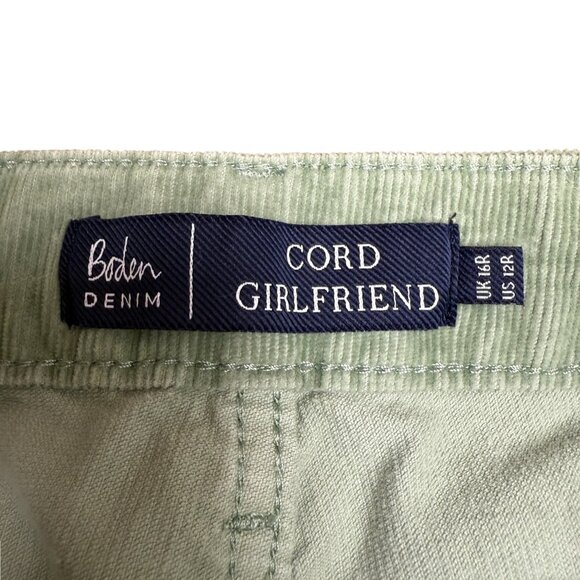 Boden
DENIM
CORD
GIRLFRIEND
UK 16R
US 12R